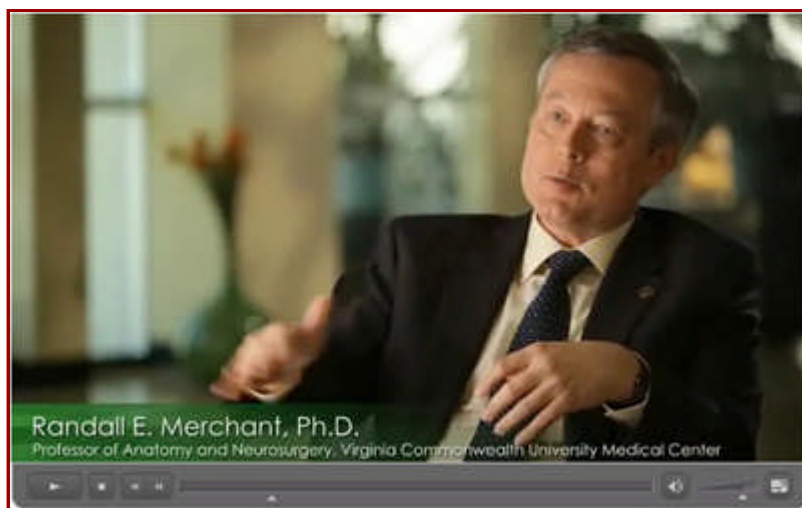 Randall E. Merchant, Ph.D.
Professor of Anatomy and Neurosurgery, Virginia Commonwealth University Medical Center